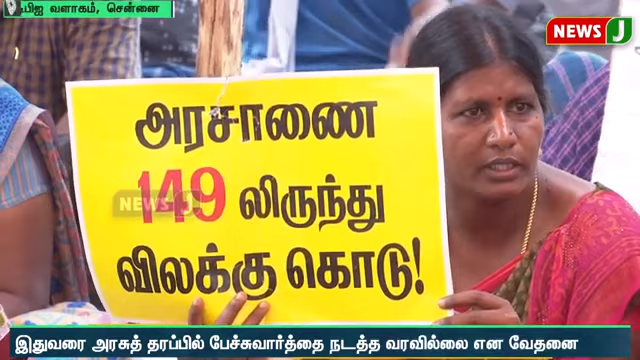 டிபிஐ வளாகம், சென்னை
NEWS J
அரசாணை
149 லிருந்து
NEWS J
விலக்கு கொடு!
இதுவரை அரசுத் தரப்பில் பேச்சுவார்த்தை நடத்த வரவில்லை என வேதனை